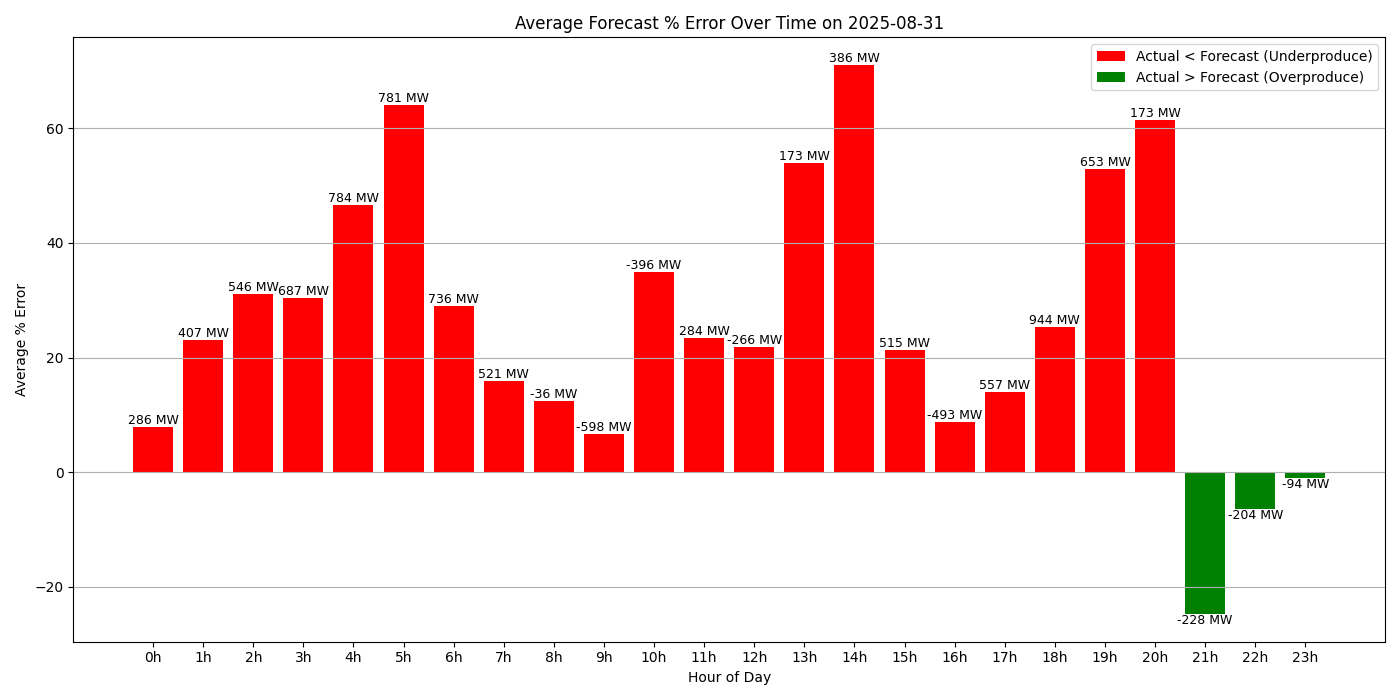 Average Forecast % Error Over Time on 2025-08-31
Actual < Forecast (Underproduce)
Actual > Forecast (Overproduce)
Average % Error
60
40
20
0
−20
286 MW
407 MW
546 MW
687 MW
784 MW
781 MW
736 MW
521 MW
-36 MW
-598 MW
-396 MW
284 MW
-266 MW
173 MW
386 MW
515 MW
-493 MW
557 MW
944 MW
653 MW
173 MW
-228 MW
-204 MW
-94 MW
0h 1h 2h 3h 4h 5h 6h 7h 8h 9h 10h 11h 12h 13h 14h 15h 16h 17h 18h 19h 20h 21h 22h 23h
Hour of Day